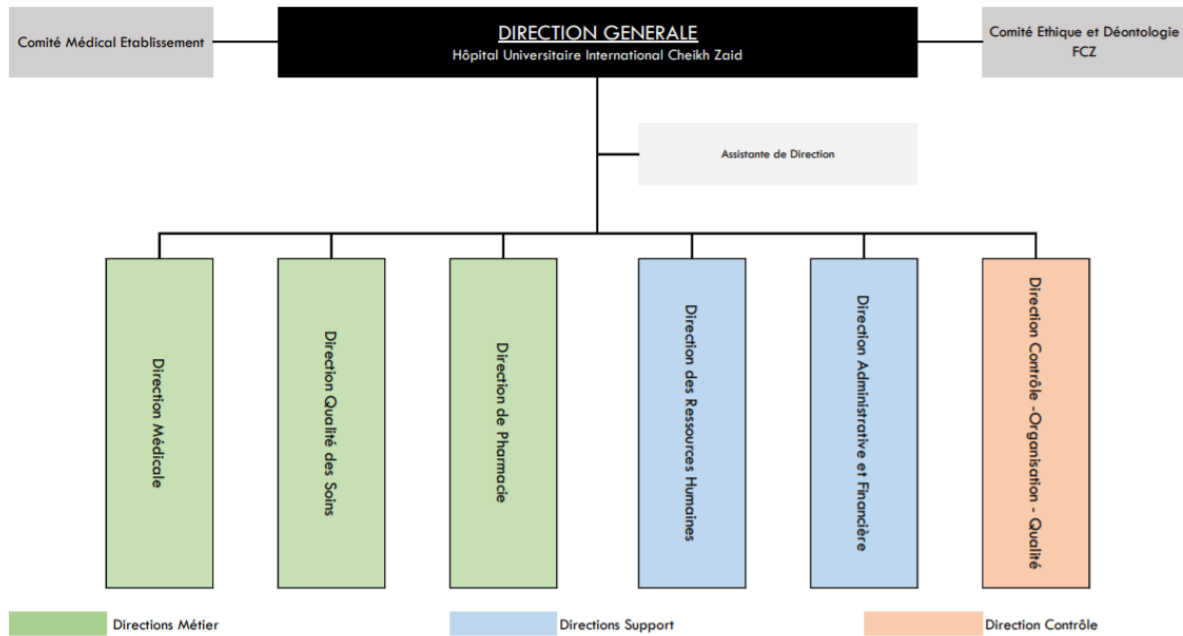 Comité Médical Etablissement
DIRECTION GENERALE
Hôpital Universitaire International Cheikh Zaid
Comité Ethique et Déontologie
FCZ
Assistante de Direction
Direction Médicale
Direction Qualité des Soins
Direction de Pharmacie
Direction des Ressources Humaines
Direction Administrative et Financière
Direction Contrôle -Organisation - Qualité
Directions Métier
Directions Support
Direction Contrôle